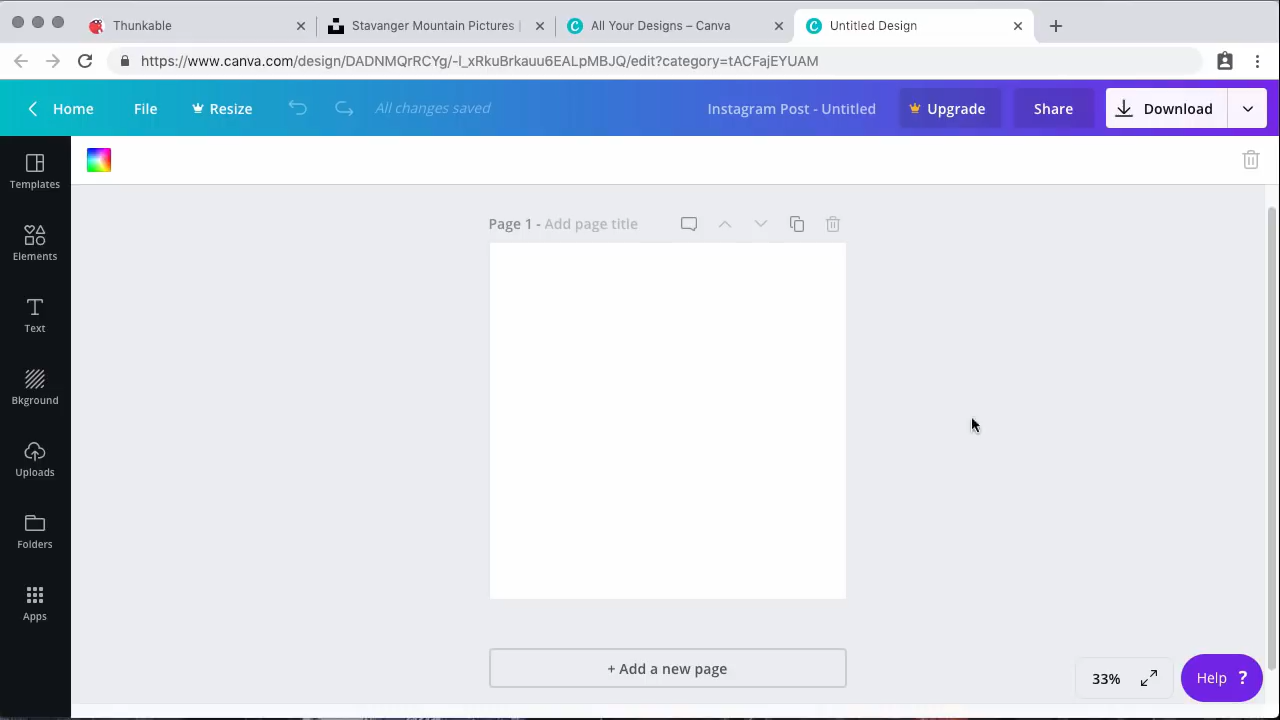 Thunkable
Stavanger Mountain Pictures |
All Your Designs – Canva
Untitled Design
https://www.canva.com/design/DADNMQrRCYg/-l_xRkuBrkauu6EALpMBJQ/edit?category=tACFajEYUAM
Home
File
Resize
All changes saved
Instagram Post - Untitled
Upgrade
Share
Download
Templates
Elements
Text
Bkground
Uploads
Folders
Apps
Page 1 - Add page title
+ Add a new page
33%
Help ?